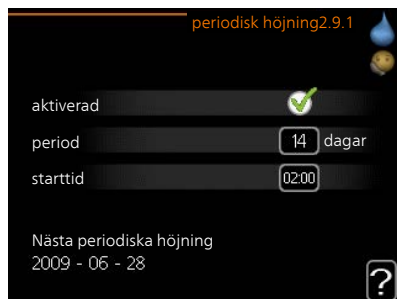 periodisk höjning2.9.1
aktiverad
period 14 dagar
starttid 02:00
Nästa periodiska höjning
2009 - 06 - 28
?